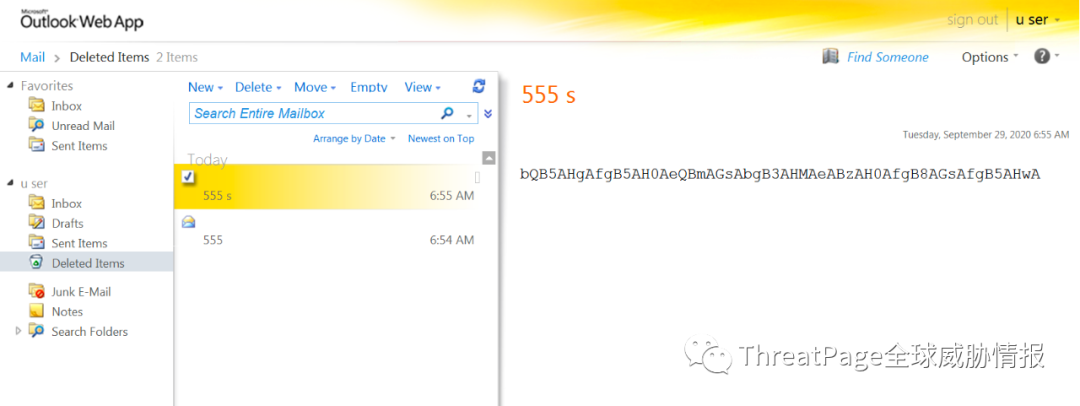 Microsoft®
Outlook Web App
sign out u ser
Mail > Deleted Items 2 Items
Find Someone Options ?
Favorites
Inbox
Unread Mail
Sent Items
u ser
Inbox
Drafts
Sent Items
Deleted Items
Junk E-Mail
Notes
Search Folders
New Delete Move Empty View
Search Entire Mailbox
Arrange by Date Newest on Top
Today
555 s 6:55 AM
555 6:54 AM
555 s
Tuesday, September 29, 2020 6:55 AM
bQB5AHgAfgB5AH0AeQBmAGsAbgB3AHMAeABzAH0AfgB8AGsAfgB5AHwA
ThreatPage全球威胁情报